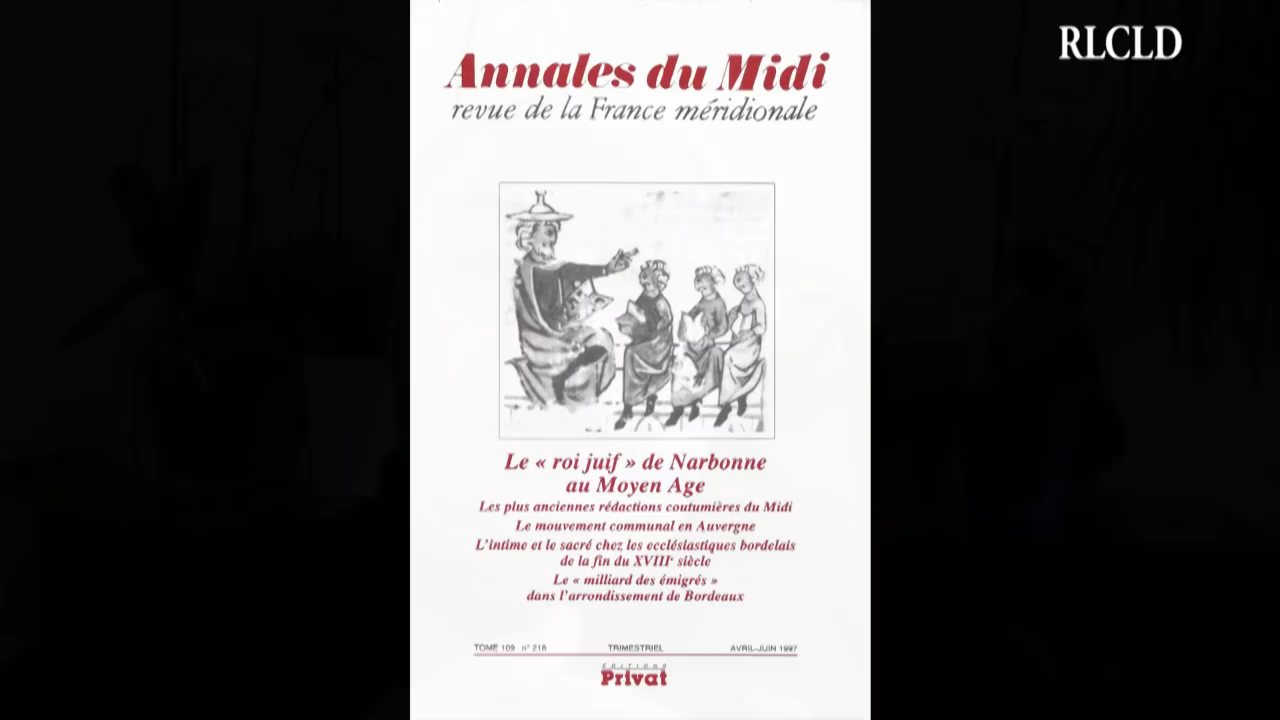 RLCLD
Annales du Midi
revue de la France méridionale
Le « roi juif » de Narbonne
au Moyen Age
Les plus anciennes rédactions coutumières du Midi
Le mouvement communal en Auvergne
L'intime et le sacré chez les ecclésiastiques bordelais
de la fin du XVIIIe siècle
Le « milliard des émigrés »
dans l'arrondissement de Bordeaux
TOME 109 n° 218 TRIMESTRIEL AVRIL-JUIN 1997
EDITIONS
Privat